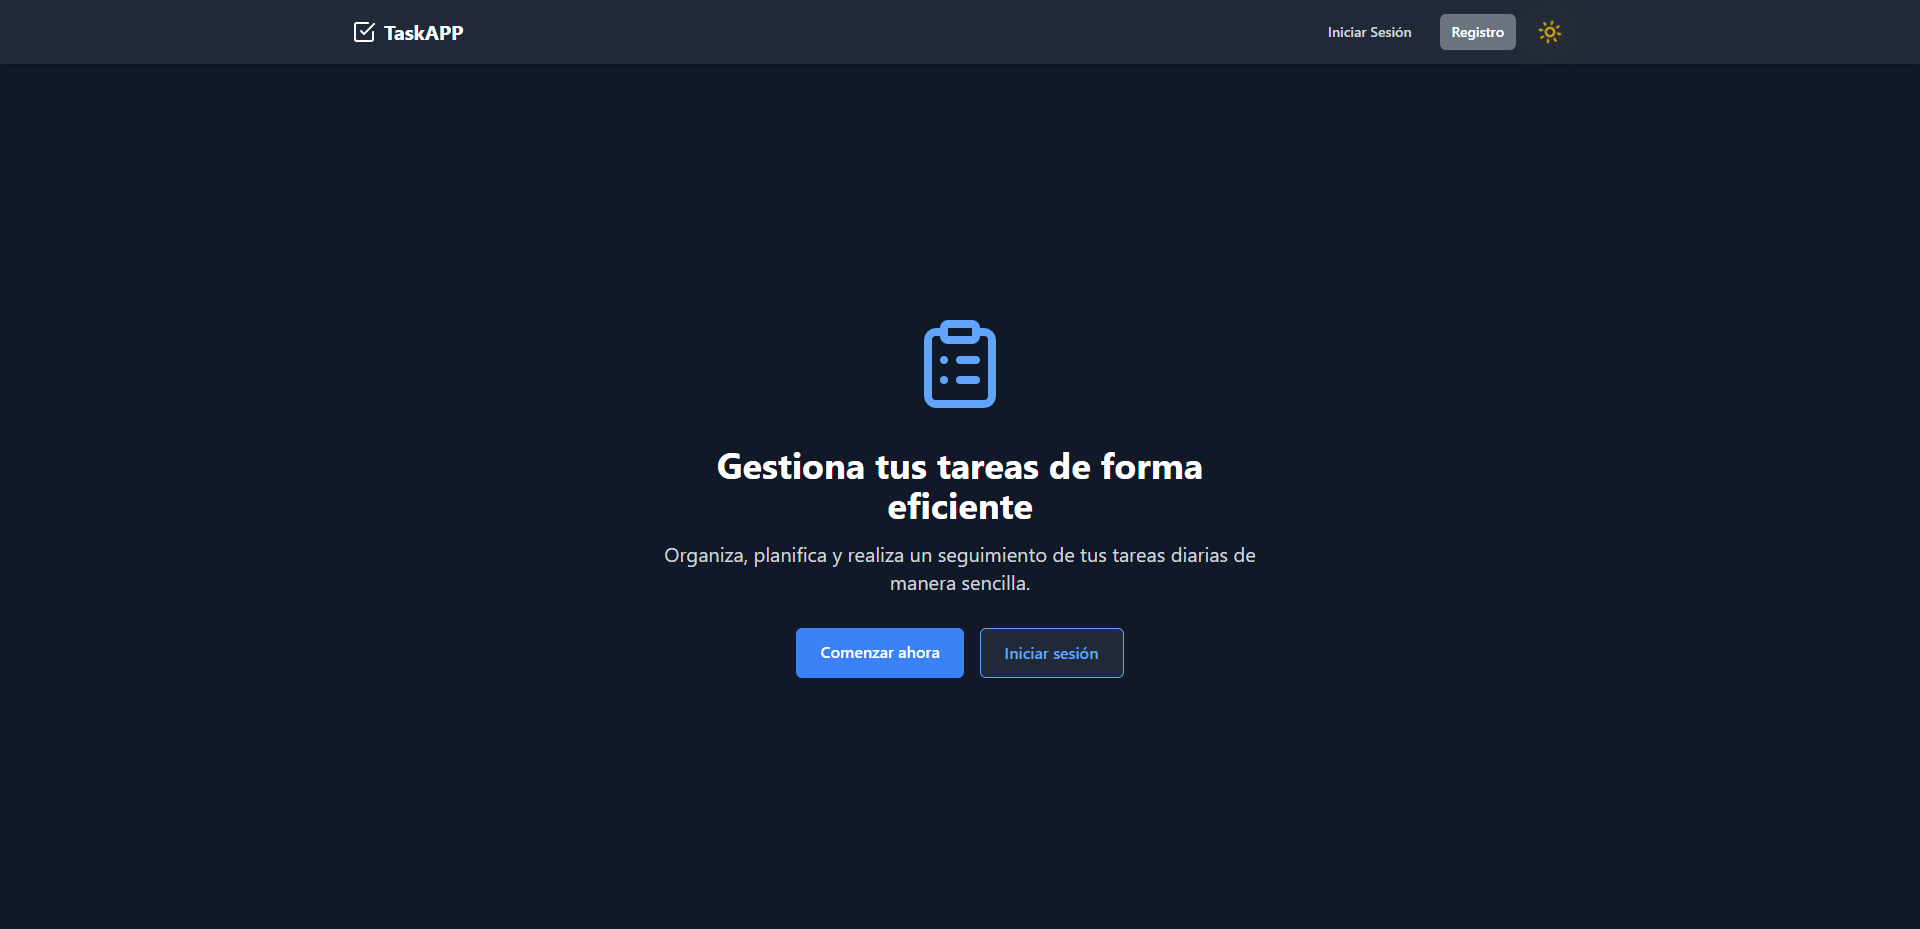 TaskAPP
Iniciar Sesión
Registro
Gestiona tus tareas de forma
eficiente
Organiza, planifica y realiza un seguimiento de tus tareas diarias de
manera sencilla.
Comenzar ahora
Iniciar sesión